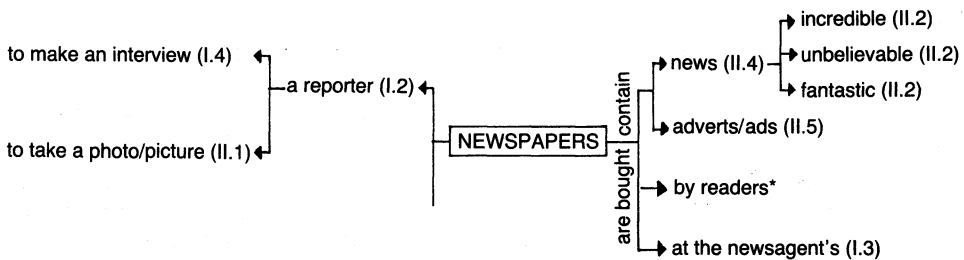 to make an interview (I.4)
to take a photo/picture (II.1)
a reporter (I.2)
NEWSPAPERS
contain
are bought
news (II.4)
incredible (II.2)
unbelievable (II.2)
fantastic (II.2)
adverts/ads (II.5)
by readers*
at the newsagent's (I.3)